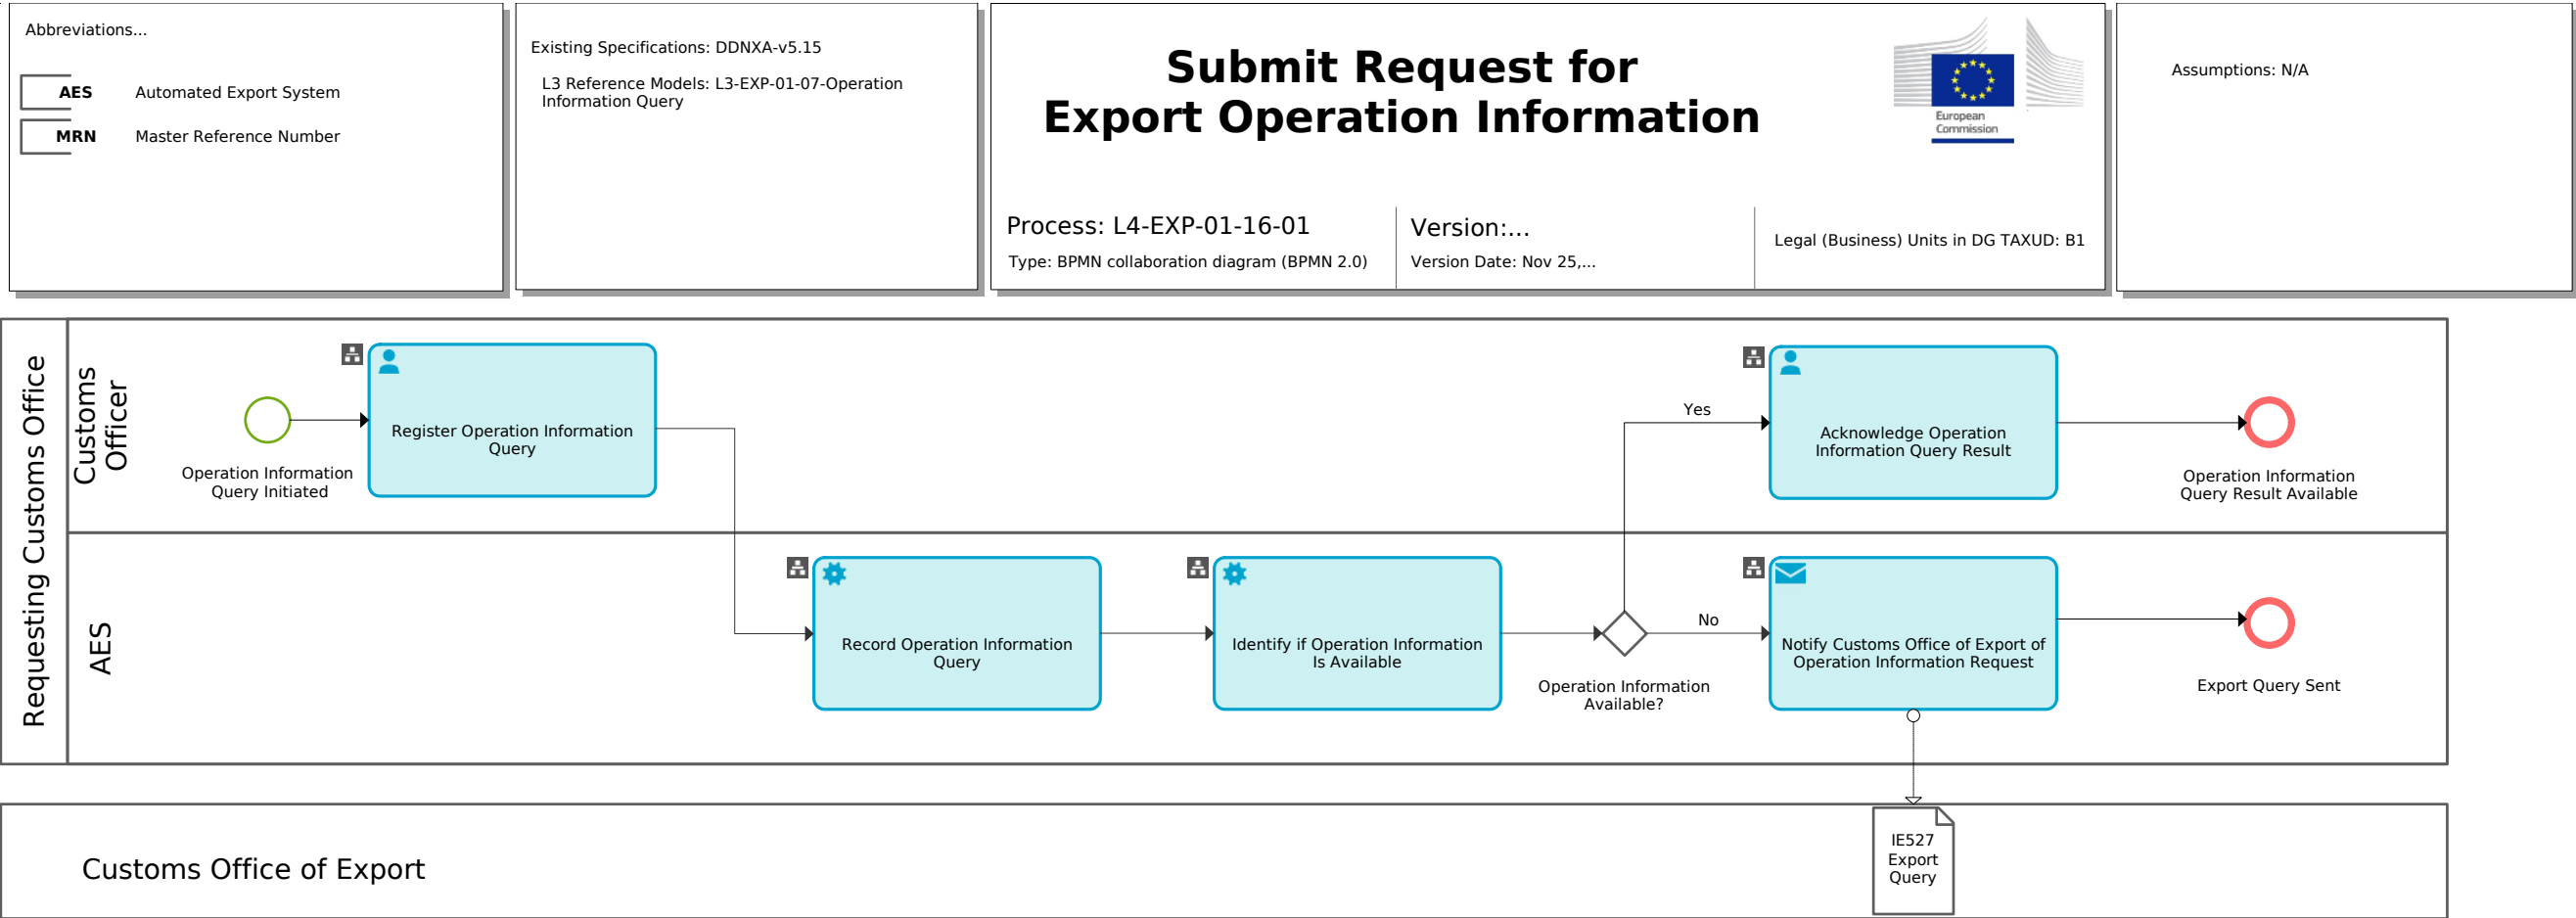 Abbreviations...
AES Automated Export System
MRN Master Reference Number
Existing Specifications: DDNXA-v5.15
L3 Reference Models: L3-EXP-01-07-Operation
Information Query
Submit Request for
Export Operation Information
European
Commission
Process: L4-EXP-01-16-01
Type: BPMN collaboration diagram (BPMN 2.0)
Version:...
Version Date: Nov 25,...
Legal (Business) Units in DG TAXUD: B1
Assumptions: N/A
Requesting Customs Office
Customs
Officer
Operation Information
Query Initiated
Register Operation Information
Query
Yes
Acknowledge Operation
Information Query Result
Operation Information
Query Result Available
AES
Record Operation Information
Query
Identify if Operation Information
Is Available
Operation Information
Available?
No
Notify Customs Office of Export of
Operation Information Request
Export Query Sent
Customs Office of Export
IE527
Export
Query